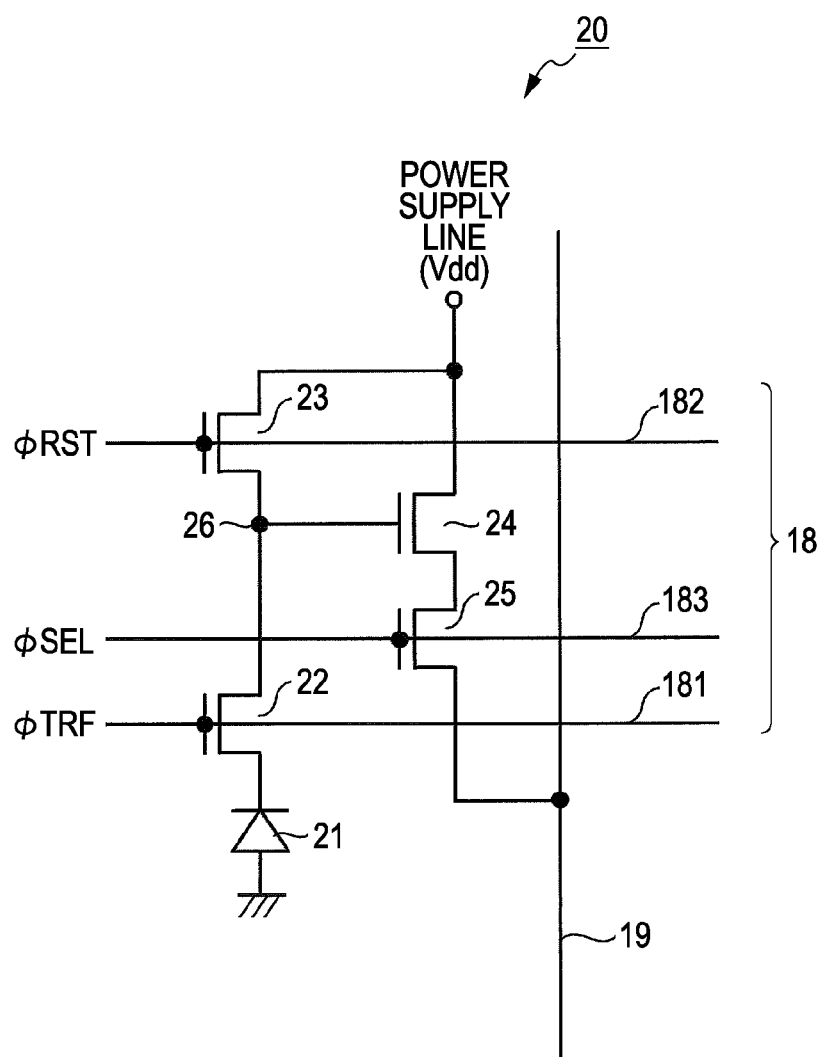 20
POWER
SUPPLY
LINE
(Vdd)
23
182
ϕRST
26
24
18
25
183
ϕSEL
22
181
ϕTRF
21
19